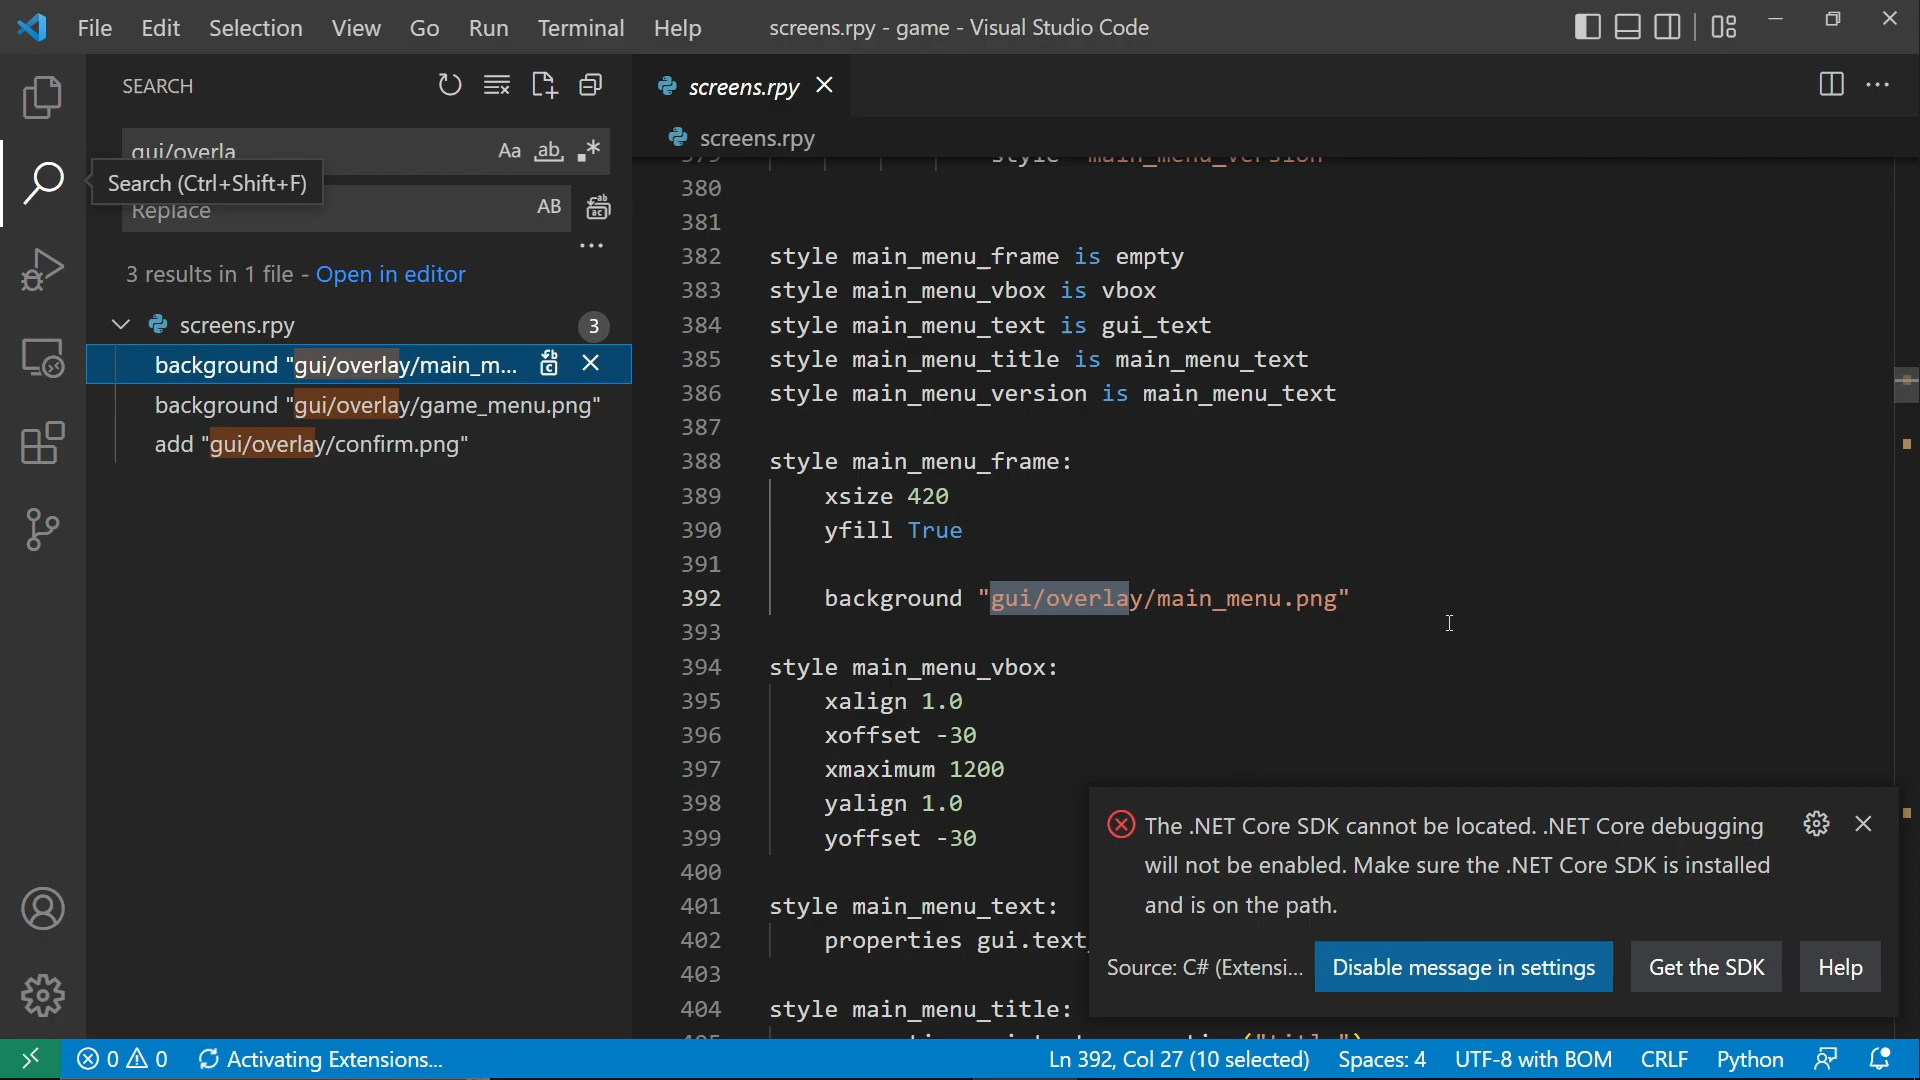 File Edit Selection View Go Run Terminal Help screens.rpy - game - Visual Studio Code
SEARCH
gui/overla
Aa ab
Search (Ctrl+Shift+F)
Replace
AB
3 results in 1 file - Open in editor
screens.rpy 3
background "gui/overlay/main_m...
background "gui/overlay/game_menu.png"
add "gui/overlay/confirm.png"
screens.rpy
screens.rpy
379 style "main_menu_version"
380
381
382 style main_menu_frame is empty
383 style main_menu_vbox is vbox
384 style main_menu_text is gui_text
385 style main_menu_title is main_menu_text
386 style main_menu_version is main_menu_text
387
388 style main_menu_frame:
389 xsize 420
390 yfill True
391
392 background "gui/overlay/main_menu.png"
393
394 style main_menu_vbox:
395 xalign 1.0
396 xoffset -30
397 xmaximum 1200
398 yalign 1.0
399 yoffset -30
400
401 style main_menu_text:
402 properties gui.text_
403
404 style main_menu_title:
405
The .NET Core SDK cannot be located. .NET Core debugging
will not be enabled. Make sure the .NET Core SDK is installed
and is on the path.
Source: C# (Extensi... Disable message in settings Get the SDK Help
0 0 Activating Extensions... Ln 392, Col 27 (10 selected) Spaces: 4 UTF-8 with BOM CRLF Python